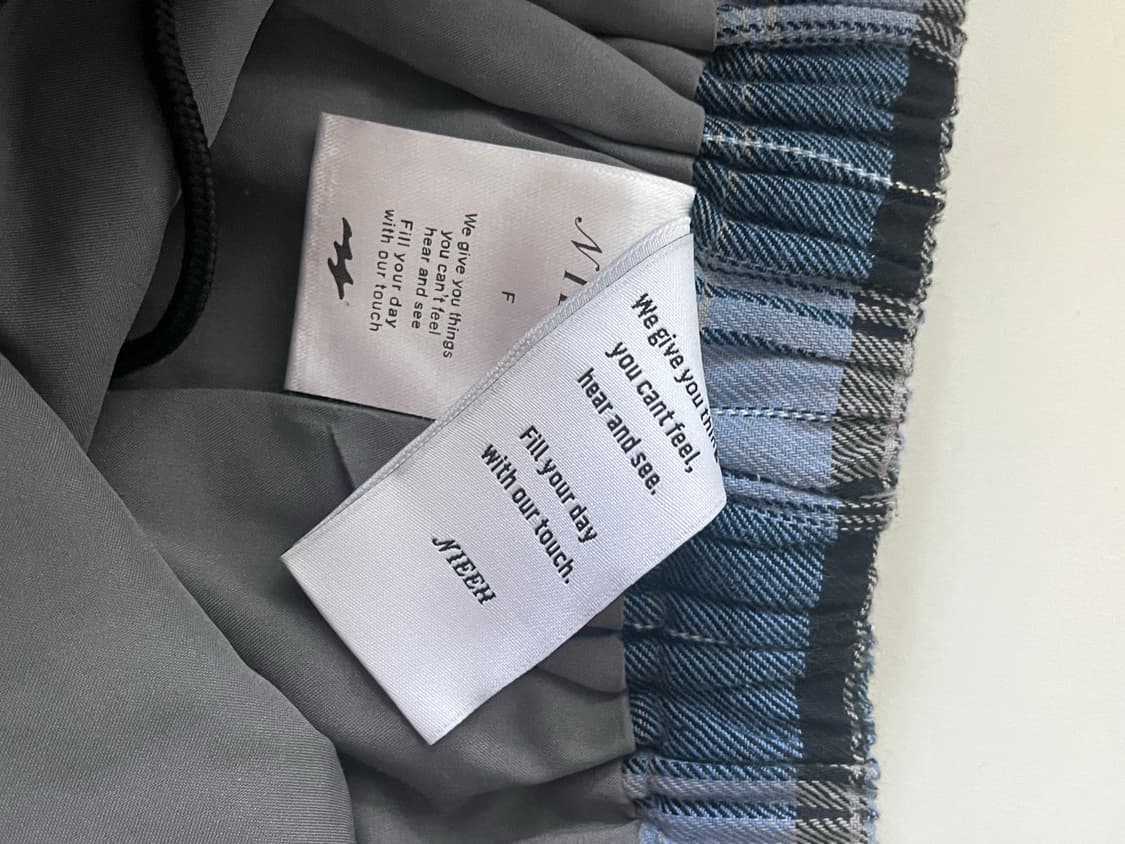 We give you
you cant feel,
hear and see.
Fill your day
with our touch.
NIEEH
F
We give you things
you can't feel
hear and see
Fill your day
with our touch